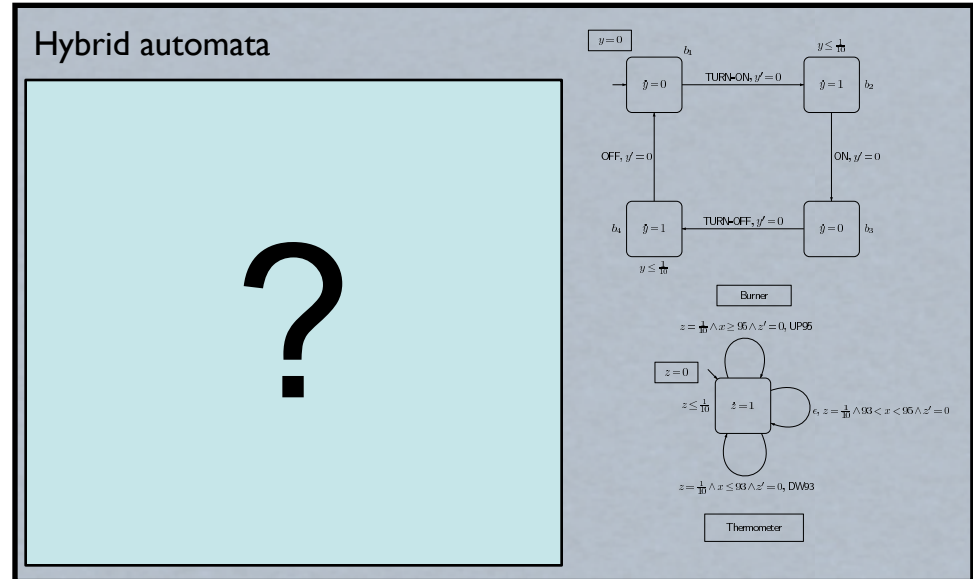 Hybrid automata
?
y = 0
b₁
ẏ = 0
TURN-ON, y′ = 0
y ≤ 1/10
ẏ = 1
b₂
OFF, y′ = 0
ON, y′ = 0
b₄
ẏ = 1
y ≤ 1/10
TURN-OFF, y′ = 0
ẏ = 0
b₃
Burner
z = 1/10 ∧ x ≥ 95 ∧ z′ = 0, UP95
z = 0
z ≤ 1/10
ż = 1
ϵ, z = 1/10 ∧ 93 < x < 95 ∧ z′ = 0
z = 1/10 ∧ x ≤ 93 ∧ z′ = 0, DW93
Thermometer